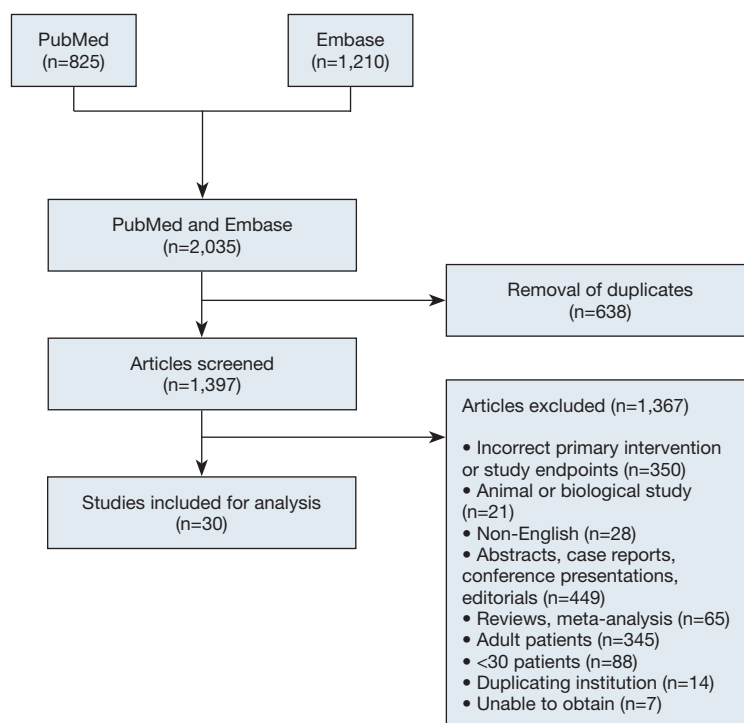 PubMed
(n=825)
Embase
(n=1,210)
PubMed and Embase
(n=2,035)
Removal of duplicates
(n=638)
Articles screened
(n=1,397)
Articles excluded (n=1,367)
• Incorrect primary intervention
or study endpoints (n=350)
• Animal or biological study
(n=21)
• Non-English (n=28)
• Abstracts, case reports,
conference presentations,
editorials (n=449)
• Reviews, meta-analysis (n=65)
• Adult patients (n=345)
• <30 patients (n=88)
• Duplicating institution (n=14)
• Unable to obtain (n=7)
Studies included for analysis
(n=30)